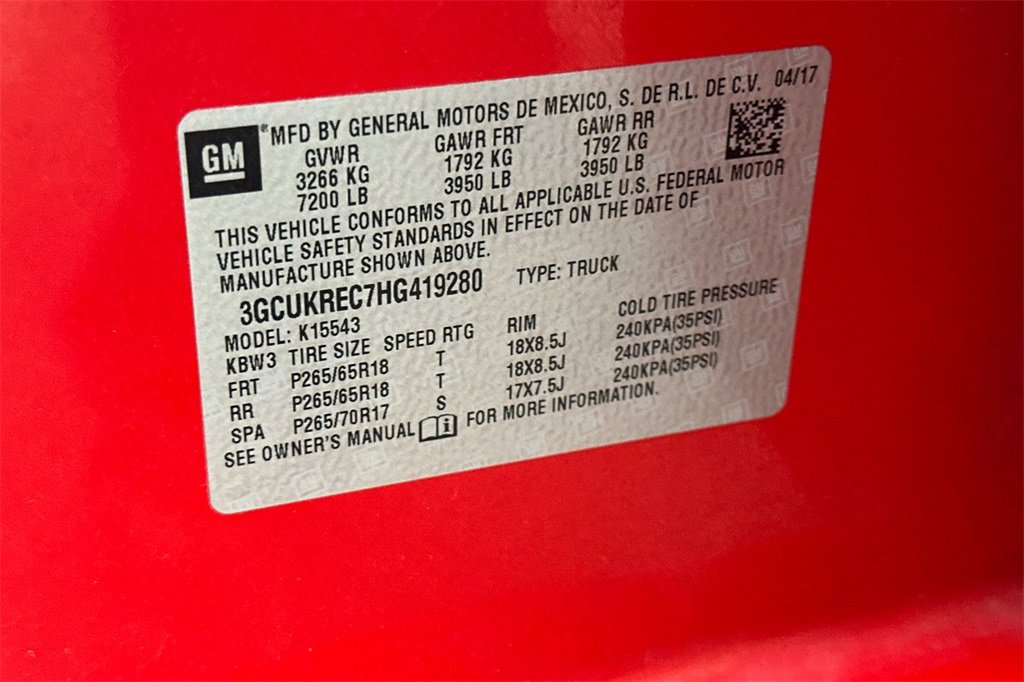 GM ® MFD BY GENERAL MOTORS DE MEXICO, S. DE R.L. DE C.V. 04/17
GVWR GAWR FRT GAWR RR
3266 KG 1792 KG 1792 KG
7200 LB 3950 LB 3950 LB
THIS VEHICLE CONFORMS TO ALL APPLICABLE U.S. FEDERAL MOTOR
VEHICLE SAFETY STANDARDS IN EFFECT ON THE DATE OF
MANUFACTURE SHOWN ABOVE.
3GCUKREC7HG419280 TYPE: TRUCK
MODEL: K15543
KBW3 TIRE SIZE SPEED RTG RIM COLD TIRE PRESSURE
FRT P265/65R18 T 18X8.5J 240KPA(35PSI)
RR P265/65R18 T 18X8.5J 240KPA(35PSI)
SPA P265/70R17 S 17X7.5J 240KPA(35PSI)
SEE OWNER'S MANUAL i FOR MORE INFORMATION.